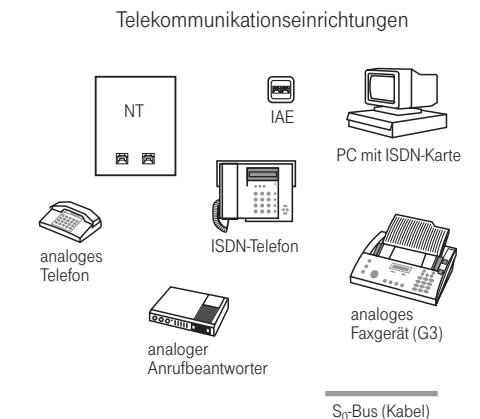 Telekommunikationseinrichtungen
NT
IAE
PC mit ISDN-Karte
ISDN-Telefon
analoges
Telefon
analoges
Faxgerät (G3)
analoger
Anrufbeantworter
S₀-Bus (Kabel)